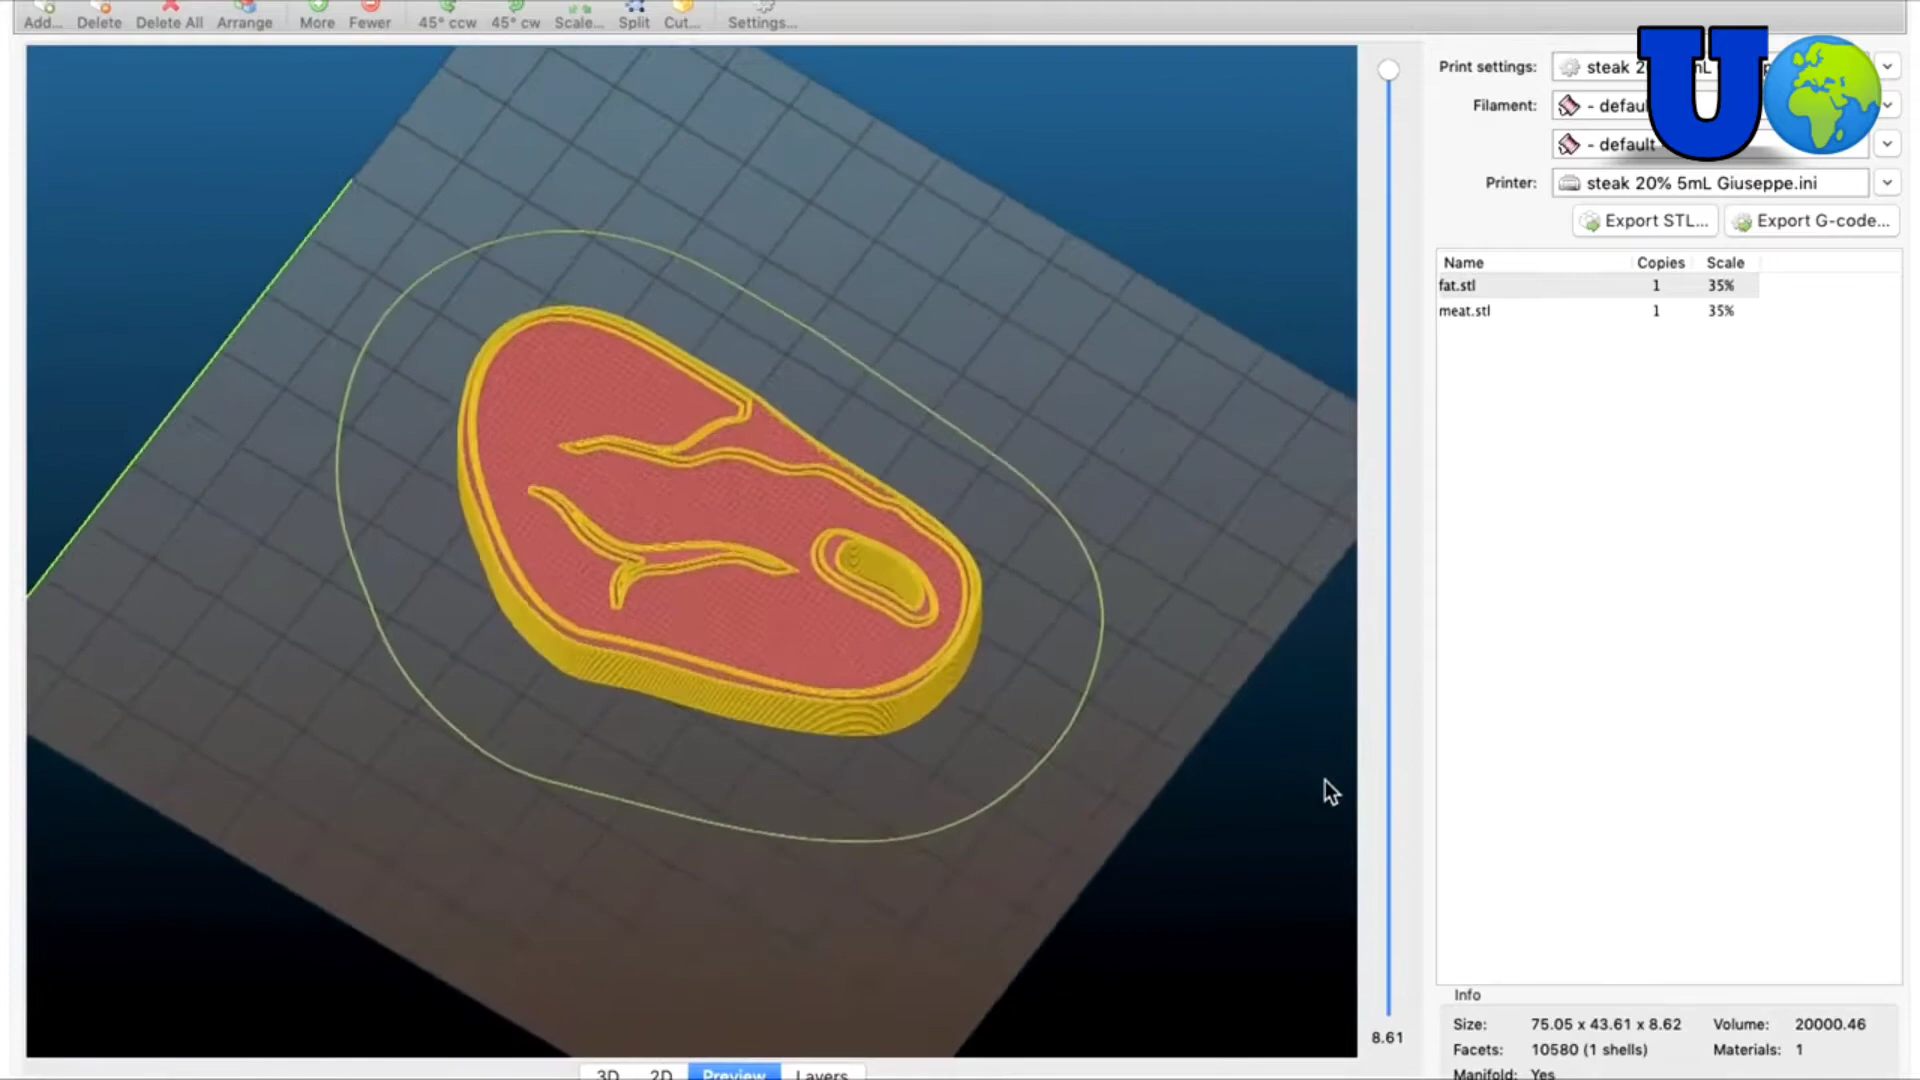 Add... Delete Delete All Arrange More Fewer 45° ccw 45° cw Scale... Split Cut... Settings...
Print settings: steak 2 mL
Filament: - defau
- default
Printer: steak 20% 5mL Giuseppe.ini
Export STL... Export G-code...
Name Copies Scale
fat.stl 1 35%
meat.stl 1 35%
U
8.61
3D 2D Preview Layers
Info
Size: 75.05 x 43.61 x 8.62 Volume: 20000.46
Facets: 10580 (1 shells) Materials: 1
Manifold: Yes